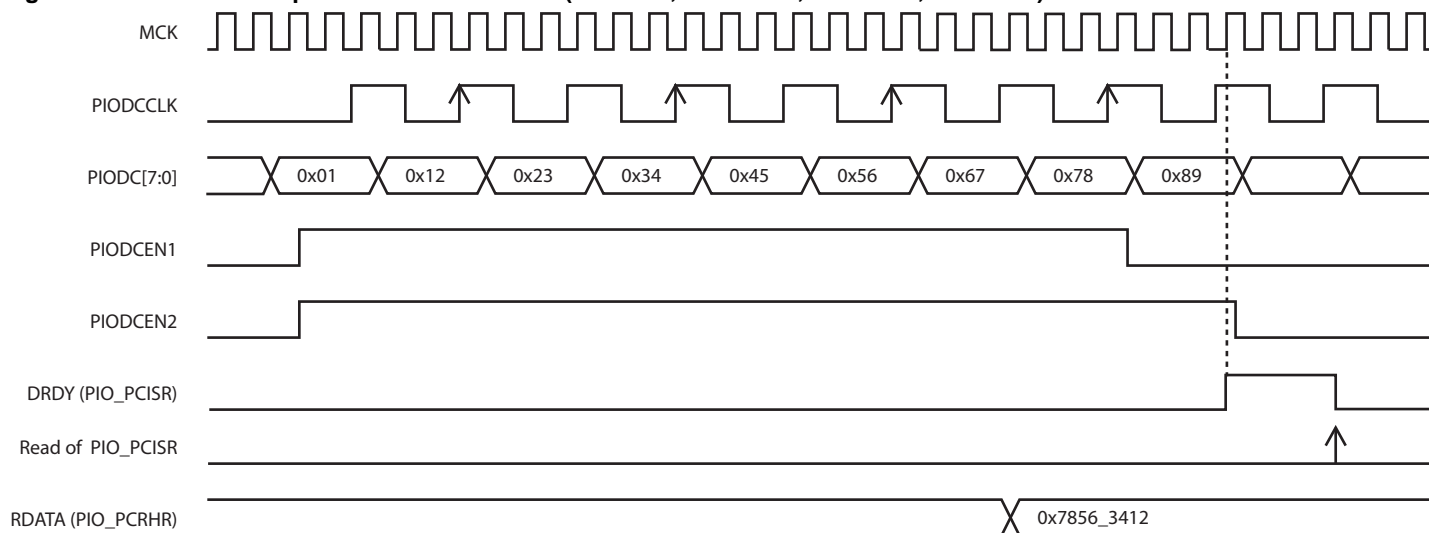 MCK
PIODCCLK
PIODC[7:0] 0x01 0x12 0x23 0x34 0x45 0x56 0x67 0x78 0x89
PIODCEN1
PIODCEN2
DRDY (PIO_PCISR)
Read of PIO_PCISR
RDATA (PIO_PCRHR) 0x7856_3412